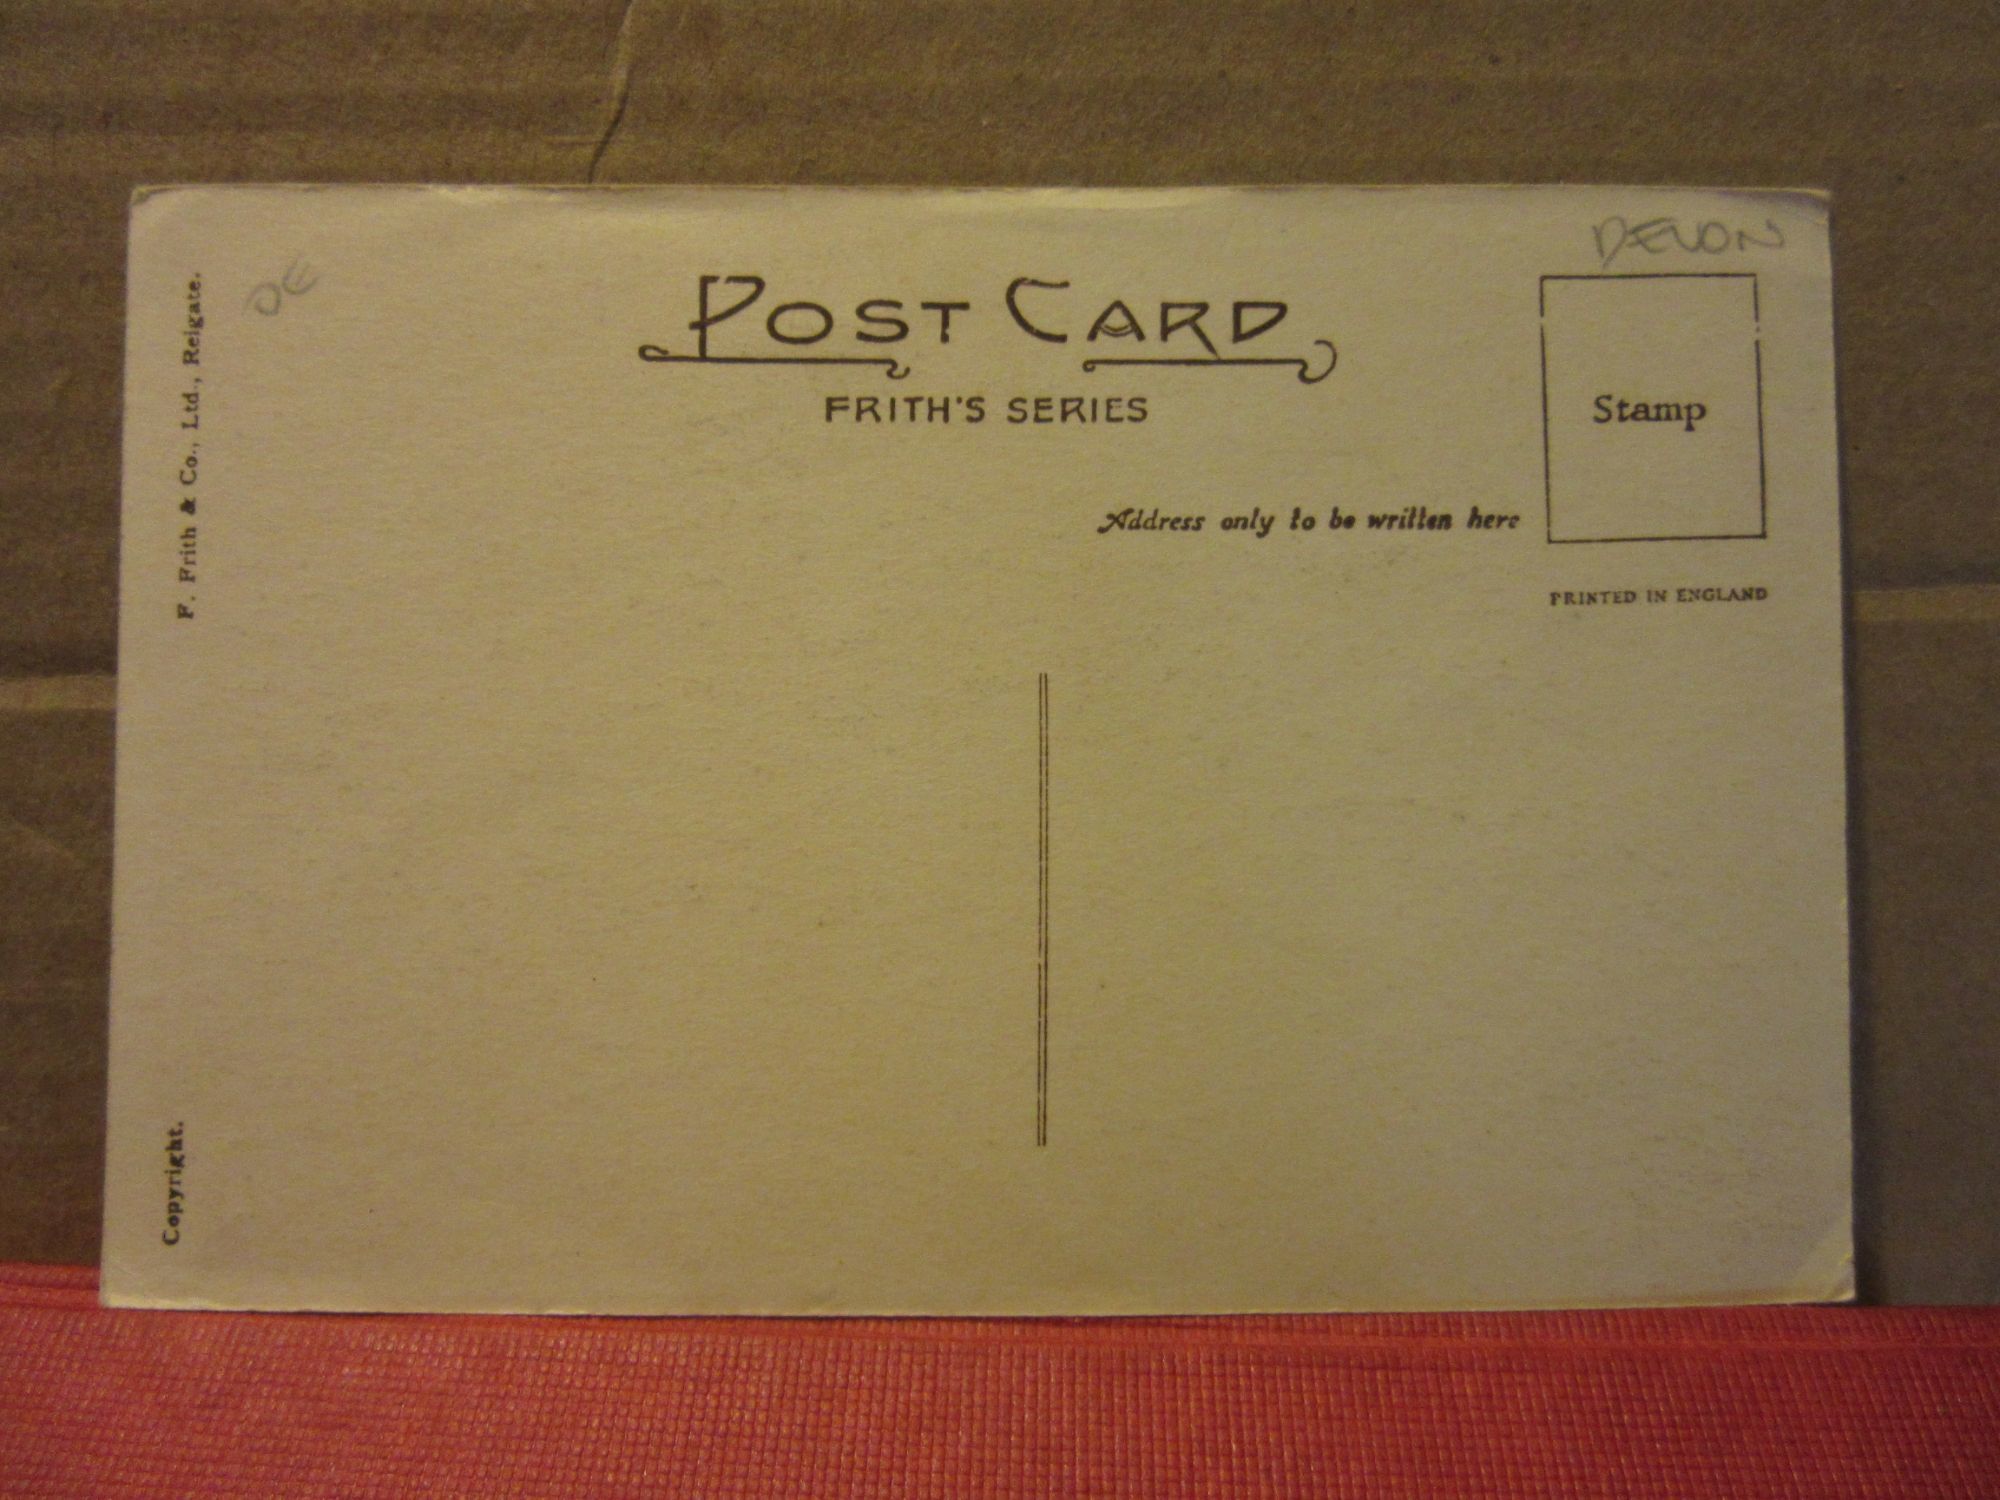 DEVON
DE
POST CARD
FRITH'S SERIES
Stamp
Address only to be written here
PRINTED IN ENGLAND
F. Frith & Co., Ltd., Reigate.
Copyright.